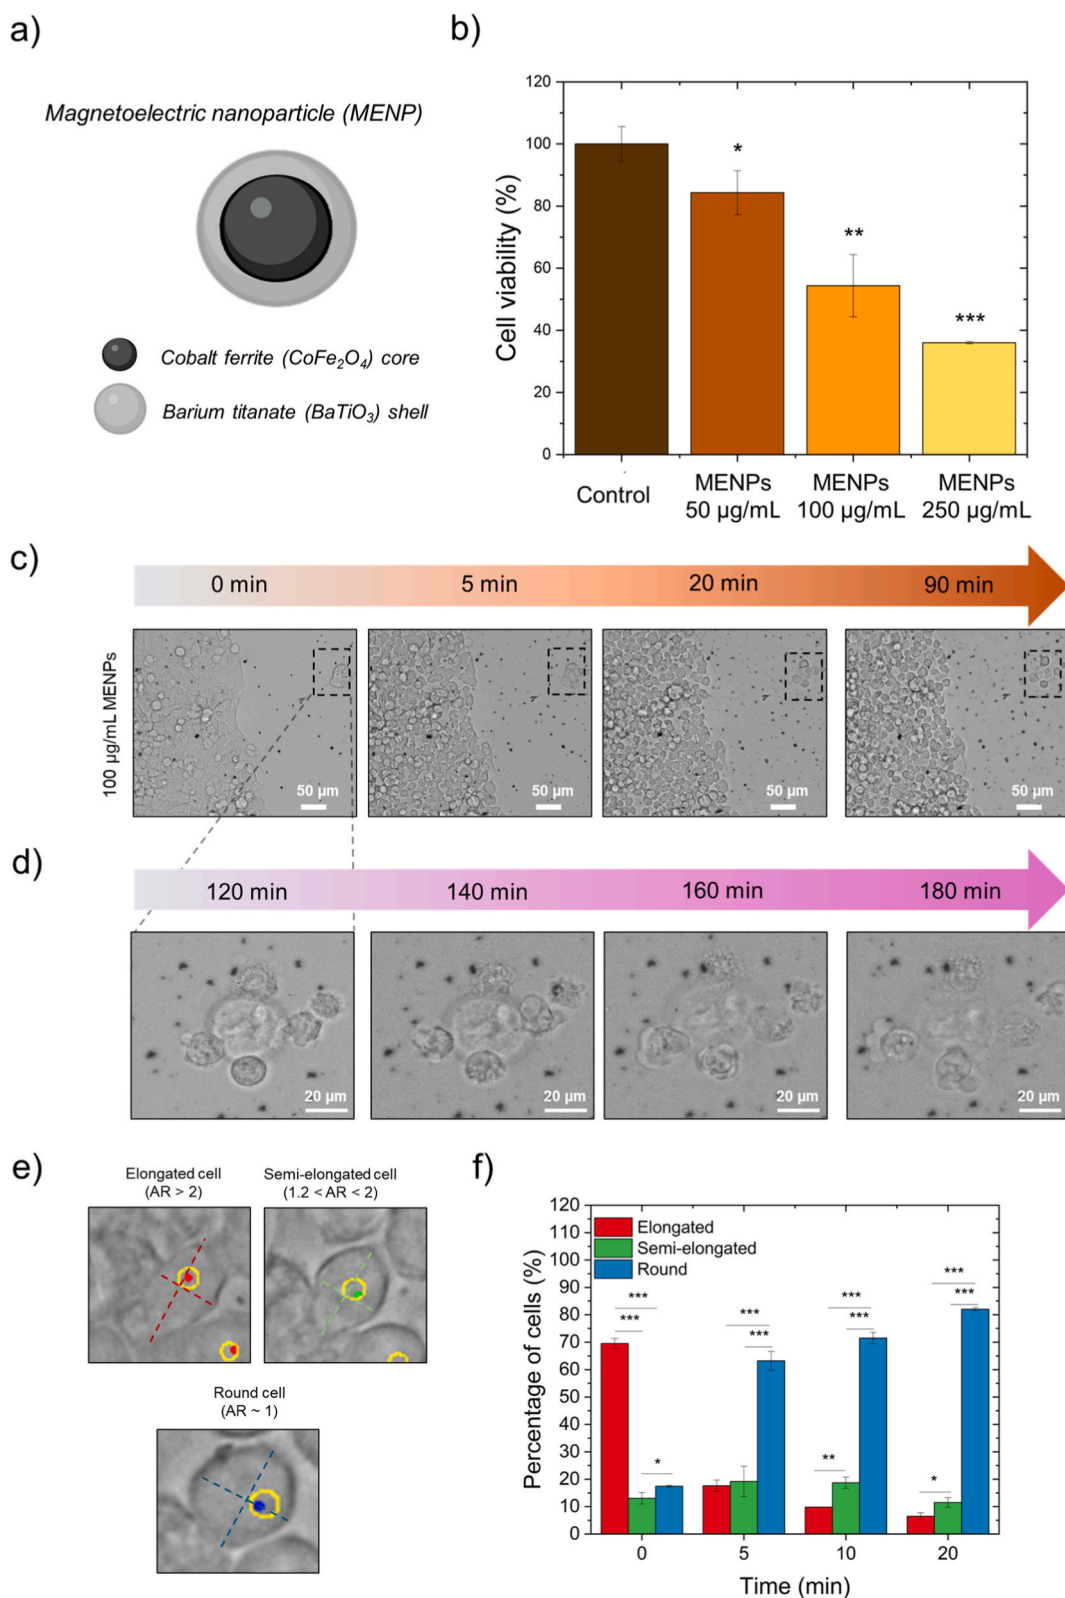 a)
Magnetoelectric nanoparticle (MENP)
Cobalt ferrite (CoFe₂O₄) core
Barium titanate (BaTiO₃) shell
b)
Cell viability (%)
120
100
80
60
40
20
0
*
**
***
Control
MENPs
50 µg/mL
MENPs
100 µg/mL
MENPs
250 µg/mL
c)
0 min
5 min
20 min
90 min
100 µg/mL MENPs
50 µm
50 µm
50 µm
50 µm
d)
120 min
140 min
160 min
180 min
20 µm
20 µm
20 µm
20 µm
e)
Elongated cell
(AR > 2)
Semi-elongated cell
(1.2 < AR < 2)
Round cell
(AR ~ 1)
f)
Percentage of cells (%)
120
110
100
90
80
70
60
50
40
30
20
10
0
Elongated
Semi-elongated
Round
***
***
*
***
***
***
***
**
***
***
*
0
5
10
20
Time (min)